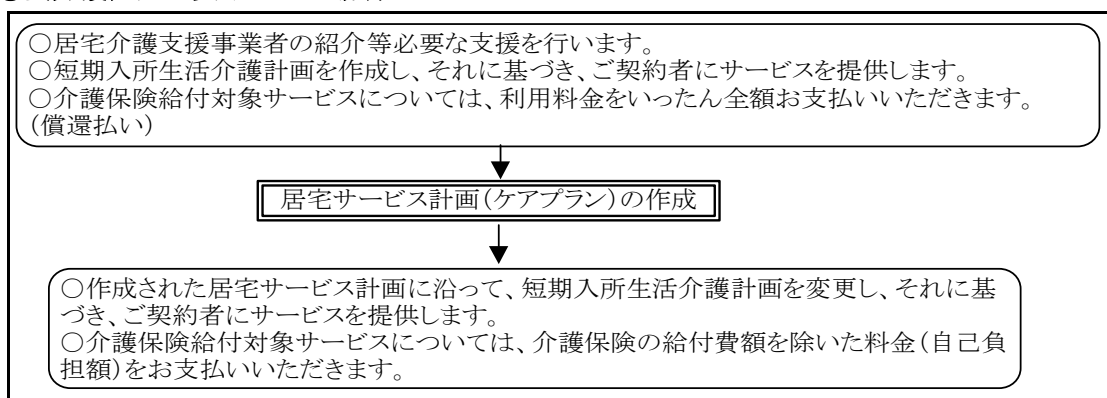 ○居宅介護支援事業者の紹介等必要な支援を行います。
○短期入所生活介護計画を作成し、それに基づき、ご契約者にサービスを提供します。
○介護保険給付対象サービスについては、利用料金をいったん全額お支払いいただきます。
(償還払い)
居宅サービス計画(ケアプラン)の作成
○作成された居宅サービス計画に沿って、短期入所生活介護計画を変更し、それに基
づき、ご契約者にサービスを提供します。
○介護保険給付対象サービスについては、介護保険の給付費額を除いた料金(自己負
担額)をお支払いいただきます。